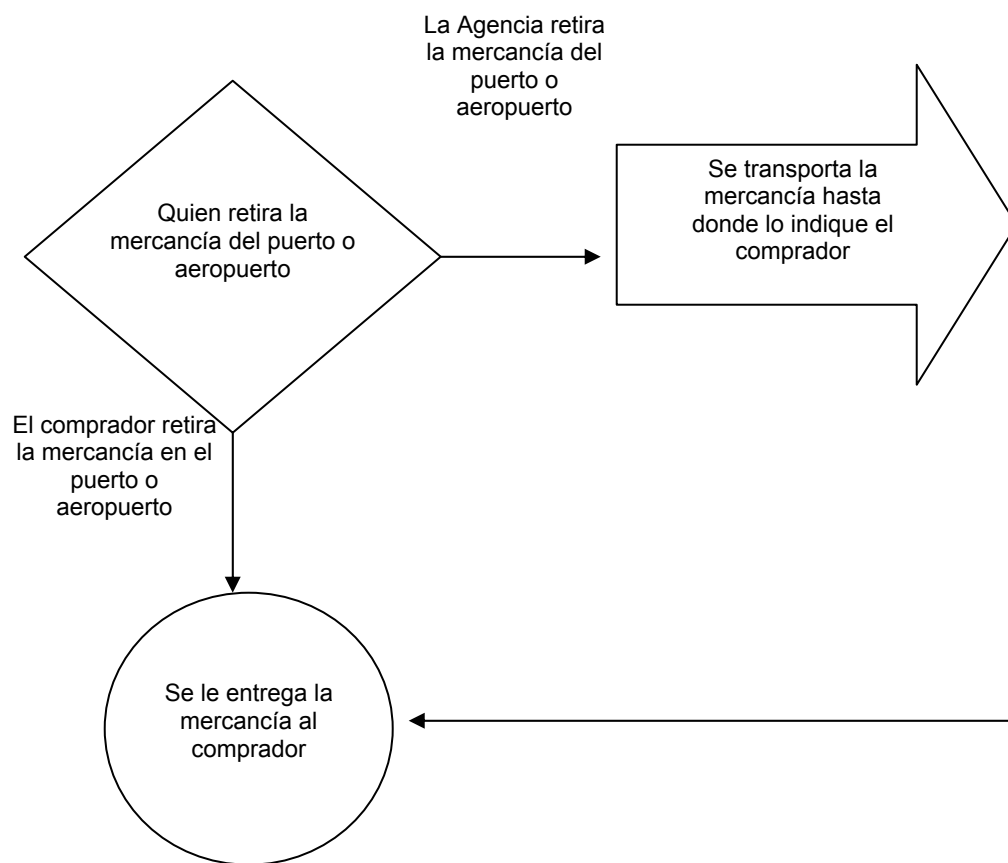 La Agencia retira
la mercancía del
puerto o
aeropuerto
Quien retira la
mercancía del puerto o
aeropuerto
Se transporta la
mercancía hasta
donde lo indique el
comprador
El comprador retira
la mercancía en el
puerto o
aeropuerto
Se le entrega la
mercancía al
comprador